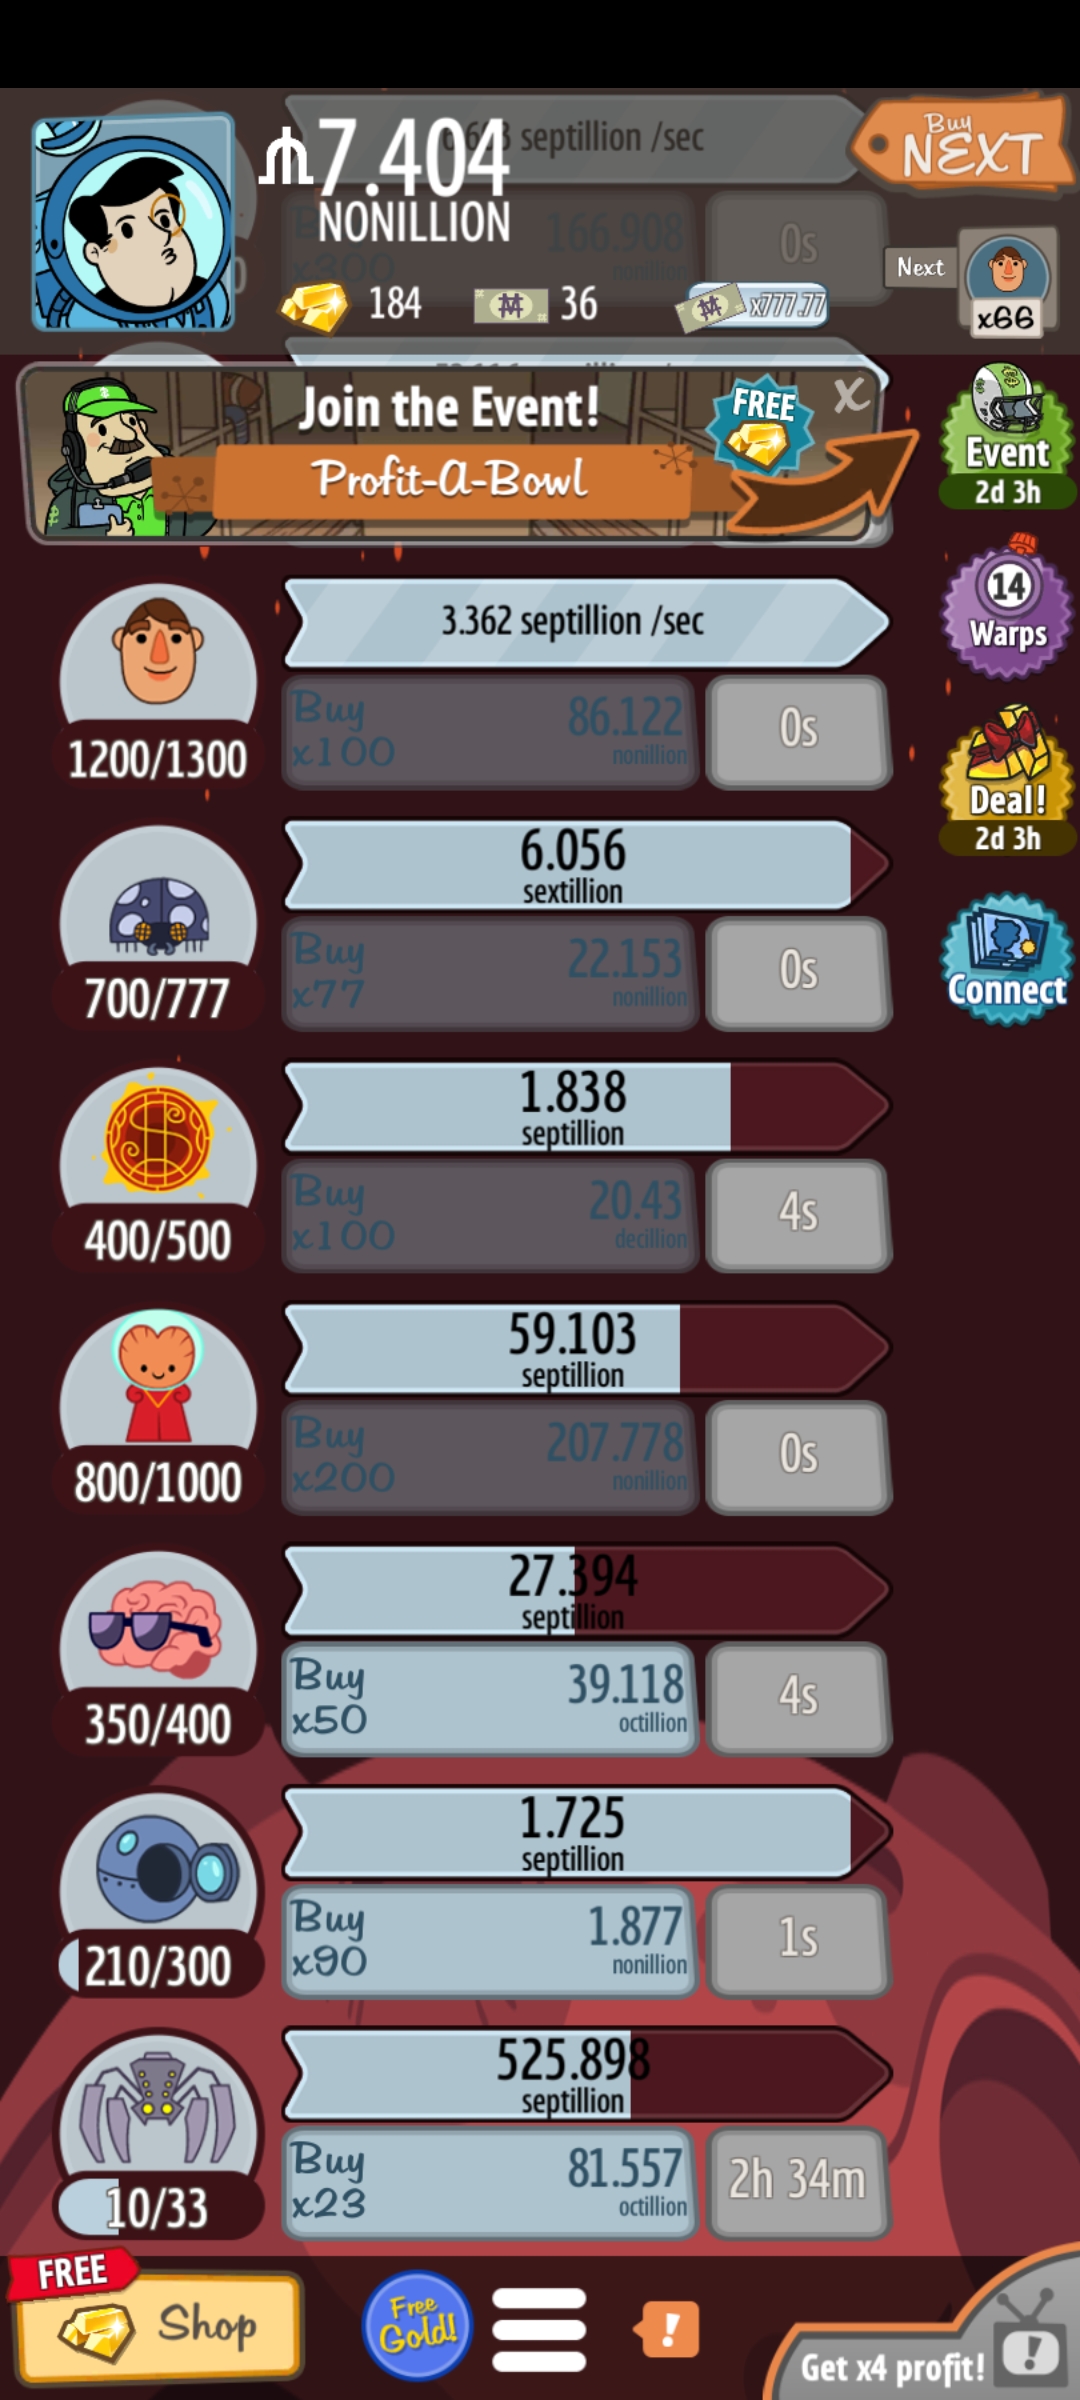 septillion /sec
7.404
NONILLION
Buy
NEXT
166.908
nonillion
x300
0s
Next
x66
184
36
x777.77
Join the Event!
FREE
X
Profit-A-Bowl
Event
2d 3h
14
Warps
3.362 septillion /sec
Buy
x100
86.122
nonillion
0s
1200/1300
Deal!
2d 3h
6.056
sextillion
Buy
x77
22.153
nonillion
0s
700/777
Connect
1.838
septillion
Buy
x100
20.43
decillion
4s
400/500
59.103
septillion
Buy
x200
207.778
nonillion
0s
800/1000
27.394
septillion
Buy
x50
39.118
octillion
4s
350/400
1.725
septillion
Buy
x90
1.877
nonillion
1s
210/300
525.898
septillion
Buy
x23
81.557
octillion
2h 34m
10/33
FREE
Shop
Free
Gold!
!
Get x4 profit!
!